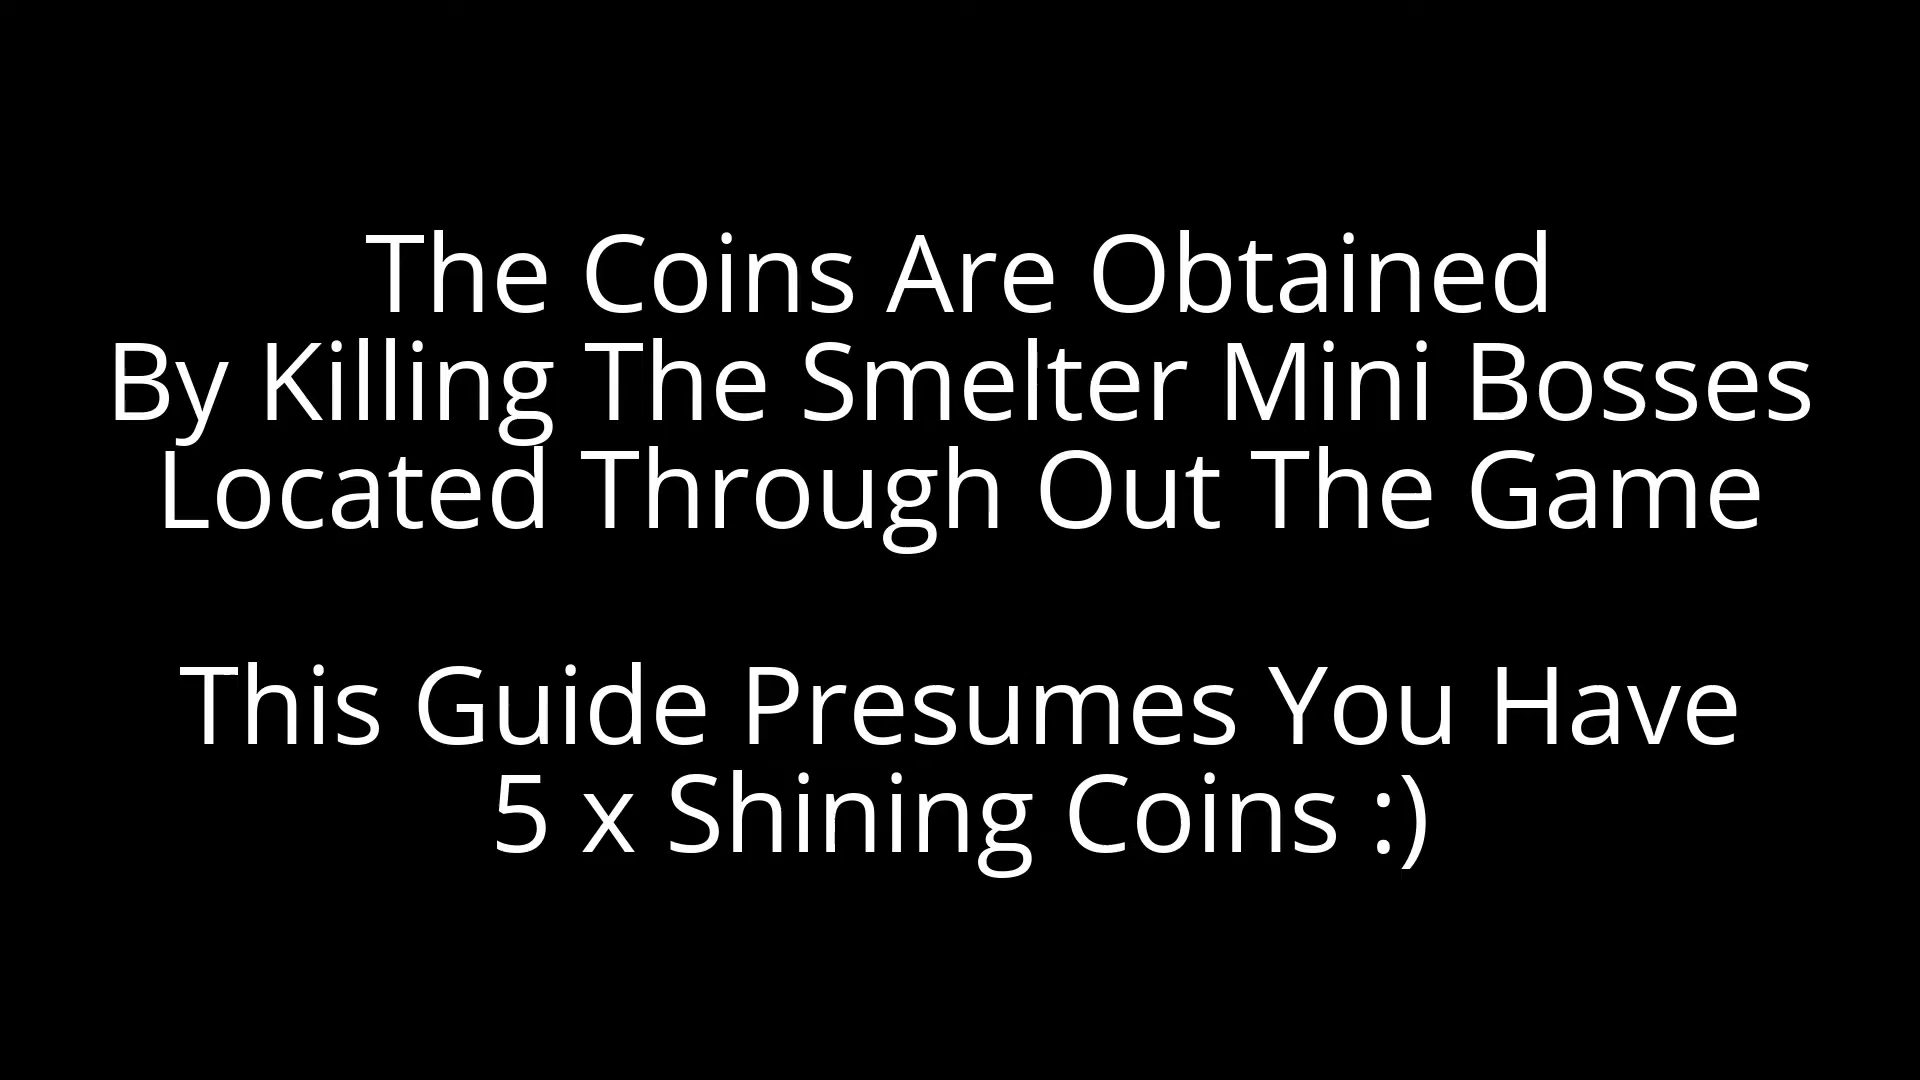 The Coins Are Obtained
By Killing The Smelter Mini Bosses
Located Through Out The Game
This Guide Presumes You Have
5 x Shining Coins :)